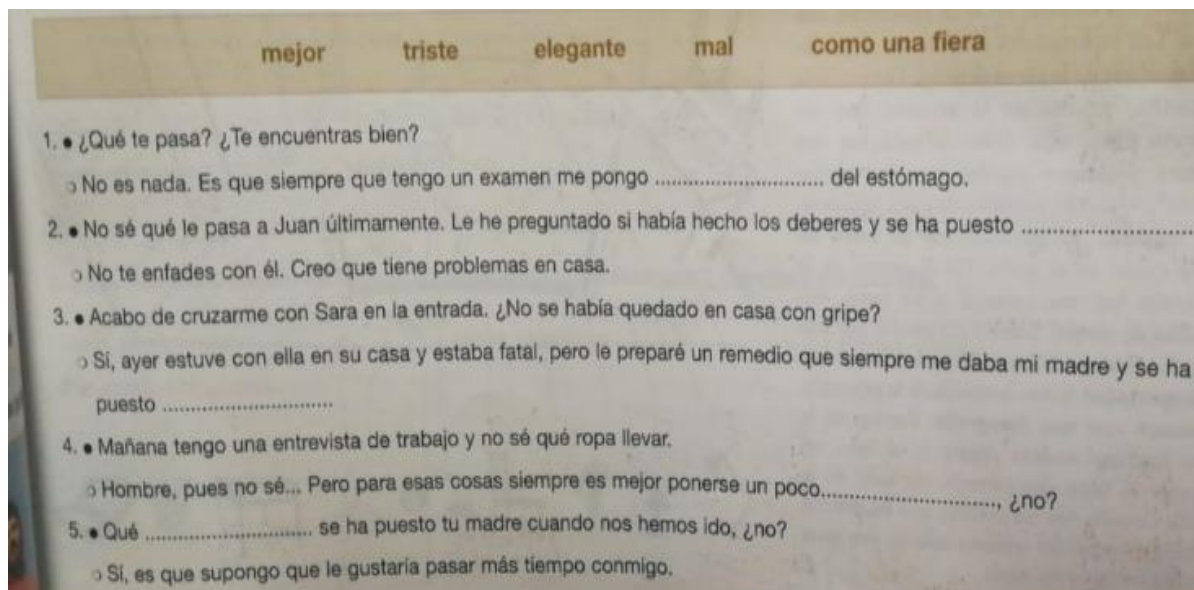 mejor triste elegante mal como una fiera
1. ● ¿Qué te pasa? ¿Te encuentras bien?
○ No es nada. Es que siempre que tengo un examen me pongo .............................. del estómago.
2. ● No sé qué le pasa a Juan últimamente. Le he preguntado si había hecho los deberes y se ha puesto ..............................
○ No te enfades con él. Creo que tiene problemas en casa.
3. ● Acabo de cruzarme con Sara en la entrada. ¿No se había quedado en casa con gripe?
○ Sí, ayer estuve con ella en su casa y estaba fatal, pero le preparé un remedio que siempre me daba mi madre y se ha
puesto ..............................
4. ● Mañana tengo una entrevista de trabajo y no sé qué ropa llevar.
○ Hombre, pues no sé... Pero para esas cosas siempre es mejor ponerse un poco.............................., ¿no?
5. ● Qué .............................. se ha puesto tu madre cuando nos hemos ido, ¿no?
○ Sí, es que supongo que le gustaría pasar más tiempo conmigo.